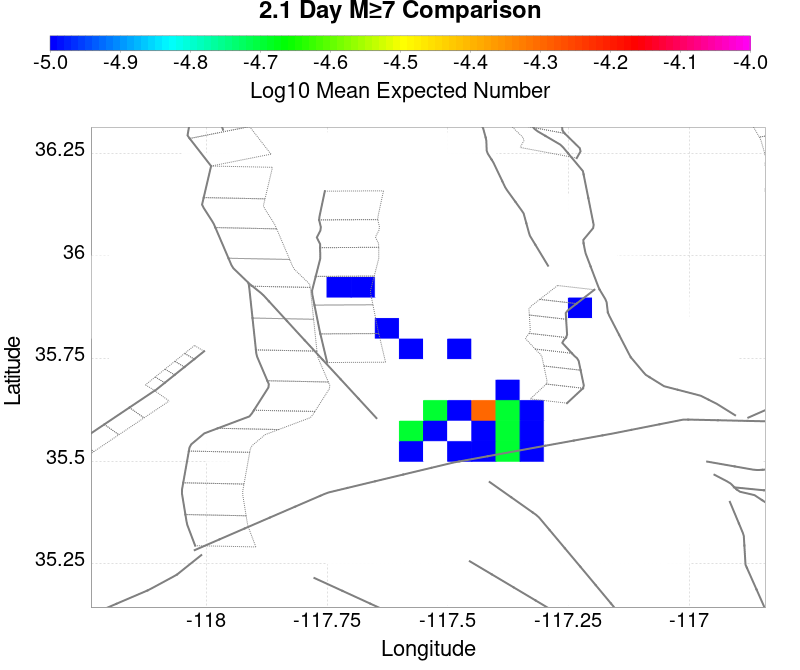 2.1 Day M≥7 Comparison
-5.0 -4.9 -4.8 -4.7 -4.6 -4.5 -4.4 -4.3 -4.2 -4.1 -4.0
Log10 Mean Expected Number
36.25
36
35.75
35.5
35.25
Latitude
-118 -117.75 -117.5 -117.25 -117
Longitude